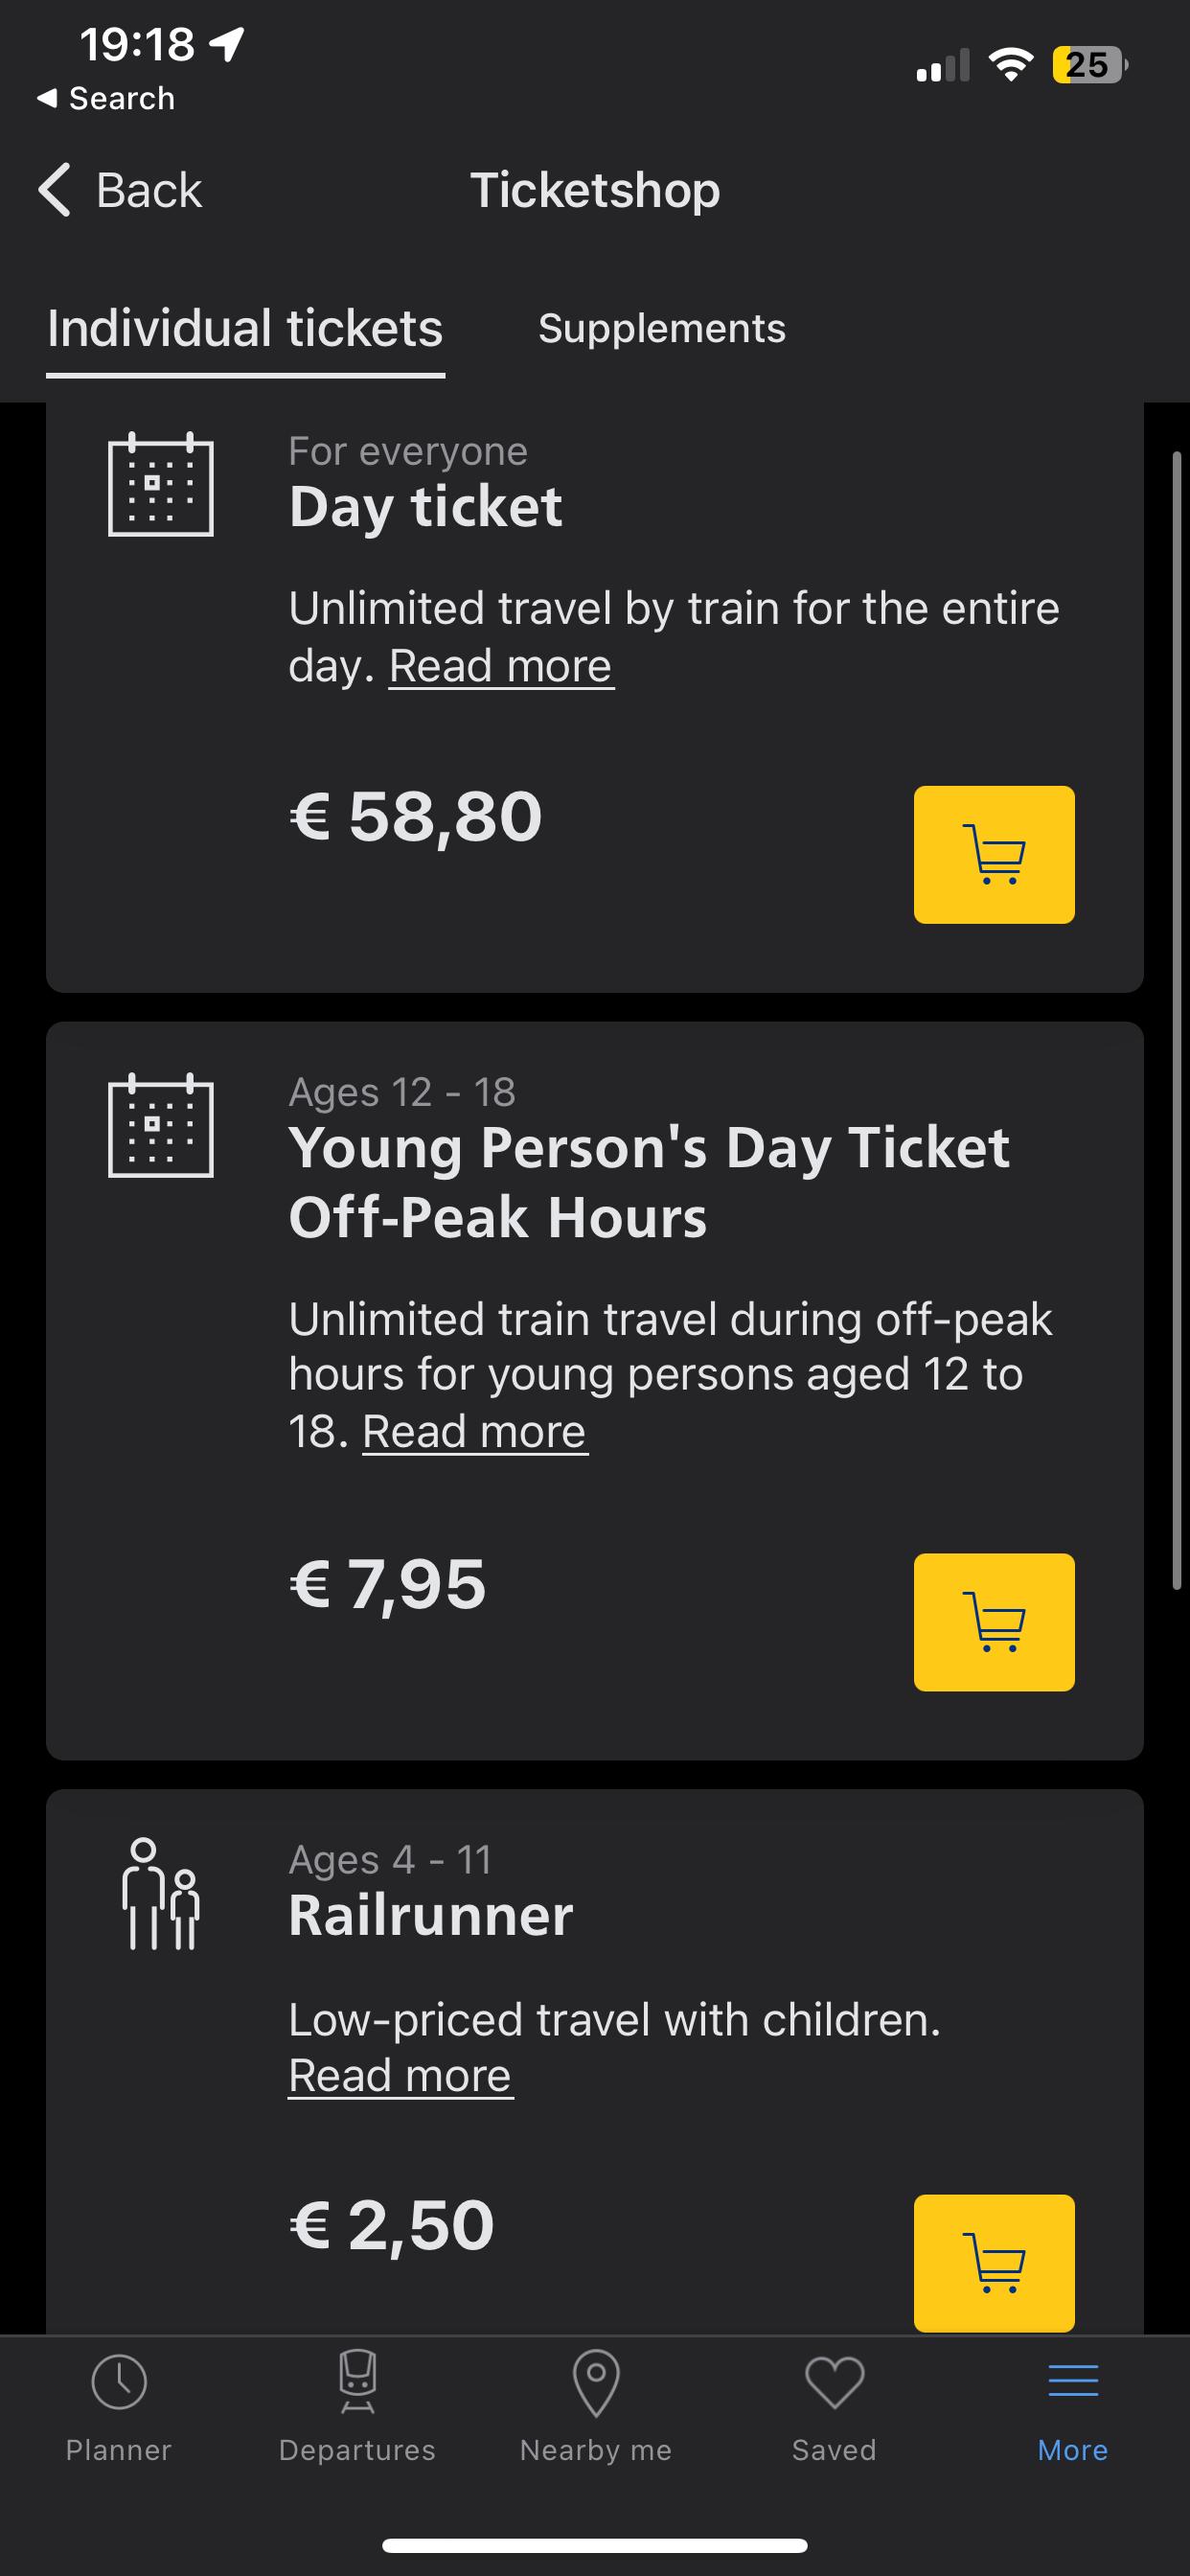 19:18
25
Search
Back
Ticketshop
Individual tickets
Supplements
For everyone
Day ticket
Unlimited travel by train for the entire
day. Read more
€ 58,80
Ages 12 - 18
Young Person's Day Ticket
Off-Peak Hours
Unlimited train travel during off-peak
hours for young persons aged 12 to
18. Read more
€ 7,95
Ages 4 - 11
Railrunner
Low-priced travel with children.
Read more
€ 2,50
Planner
Departures
Nearby me
Saved
More